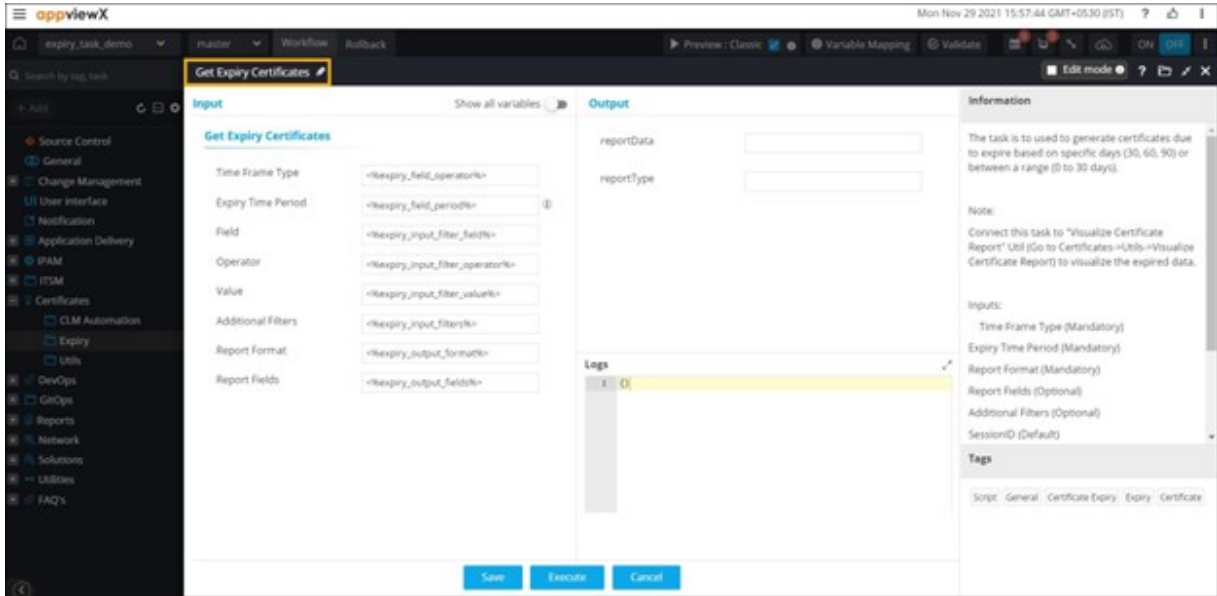 appviewX
Mon Nov 29 2021 15:57:44 GMT+0530 (IST) ?
expiry_task_demo master Workflow Rollback Preview : Classic Variable Mapping Validate ON OFF
Search by tag, task
Get Expiry Certificates
Edit mode ?
+ Add
Input
Show all variables
Get Expiry Certificates
Time Frame Type <%expiry_field_operator%>
Expiry Time Period <%expiry_field_period%>
Field <%expiry_input_filter_field%>
Operator <%expiry_input_filter_operator%>
Value <%expiry_input_filter_value%>
Additional Filters <%expiry_input_filters%>
Report Format <%expiry_output_format%>
Report Fields <%expiry_output_fields%>
Source Control
General
Change Management
UI User interface
Notification
Application Delivery
IPAM
ITSM
Certificates
CLM Automation
Expiry
Utils
DevOps
GitOps
Reports
Network
Solutions
Utilities
FAQ's
Output
reportData
reportType
Logs
1 {}
Information
The task is to used to generate certificates due
to expire based on specific days (30, 60, 90) or
between a range (0 to 30 days).
Note:
Connect this task to "Visualize Certificate
Report" Util (Go to Certificates->Utils->Visualize
Certificate Report) to visualize the expired data.
Inputs:
Time Frame Type (Mandatory)
Expiry Time Period (Mandatory)
Report Format (Mandatory)
Report Fields (Optional)
Additional Filters (Optional)
SessionID (Default)
Tags
Script General Certificate Expiry Expiry Certificate
Save Execute Cancel